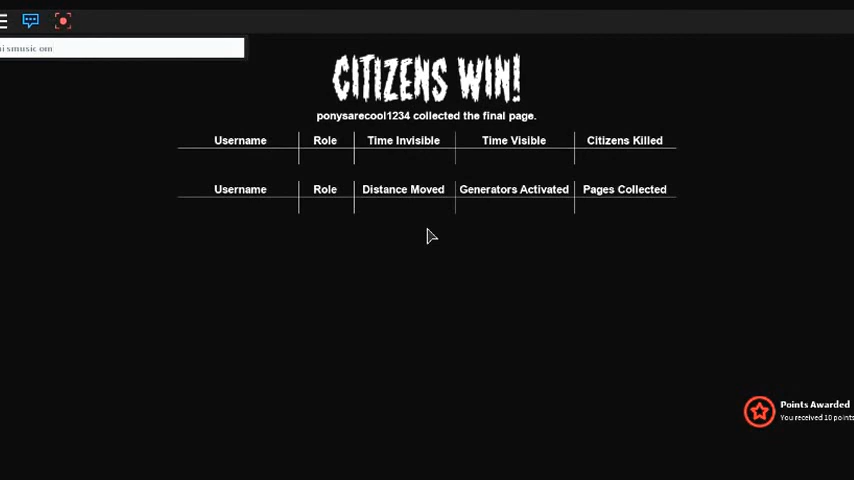 CITIZENS WIN!
ponysarecool1234 collected the final page.
Username Role Time Invisible Time Visible Citizens Killed
Username Role Distance Moved Generators Activated Pages Collected
Points Awarded
You received 10 points